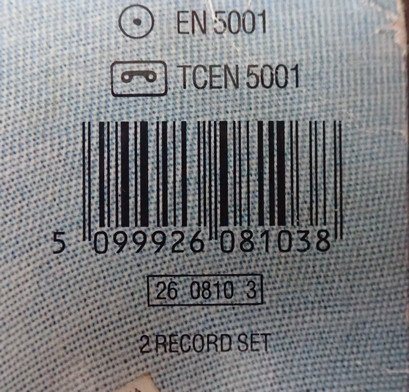 EN 5001
TCEN 5001
5 099926 081038
26 0810 3
2 RECORD SET